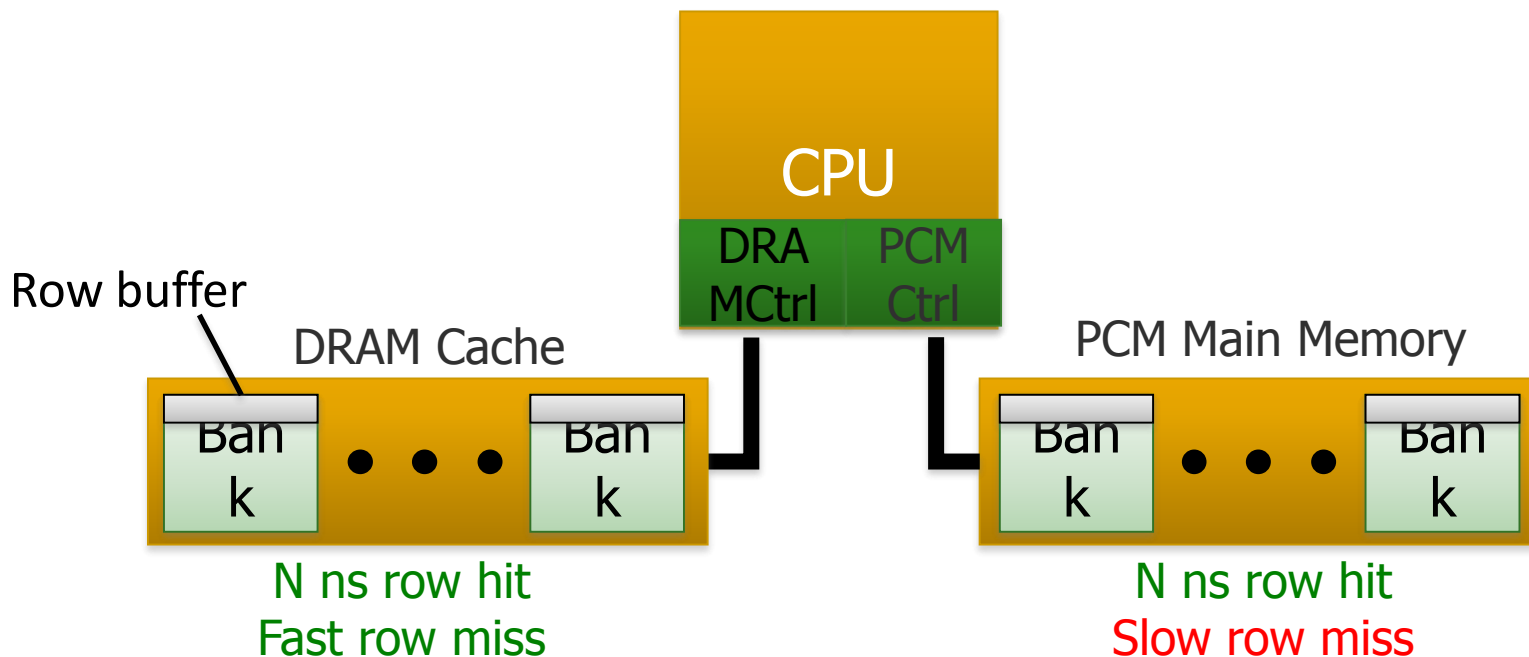 CPU
DRA
MCtrl
PCM
Ctrl
Row buffer
DRAM Cache
PCM Main Memory
Ban
k
Ban
k
Ban
k
Ban
k
N ns row hit
Fast row miss
N ns row hit
Slow row miss